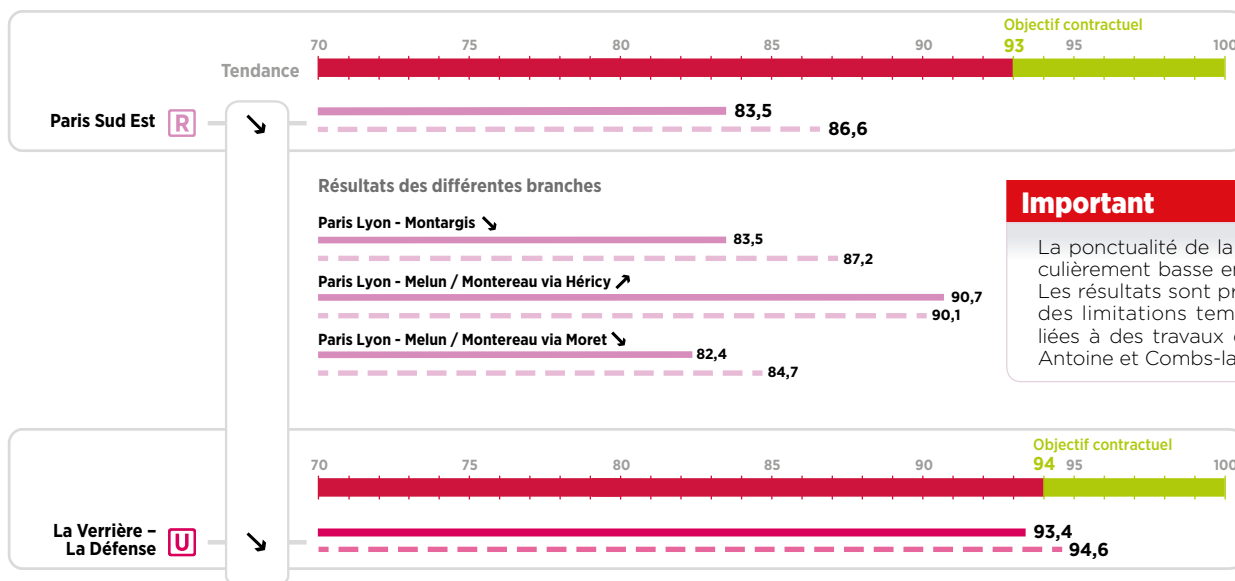 Objectif contractuel
70 75 80 85 90 93 95 100
Tendance
Paris Sud Est R ↘ 83,5
86,6
Résultats des différentes branches
Paris Lyon - Montargis ↘
83,5
87,2
Paris Lyon - Melun / Montereau via Héricy ↗
90,7
90,1
Paris Lyon - Melun / Montereau via Moret ↘
82,4
84,7
Important
La ponctualité de la
culièrement basse e
Les résultats sont pr
des limitations tem
liées à des travaux
Antoine et Combs-la
Objectif contractuel
70 75 80 85 90 94 95 100
La Verrière –
La Défense U ↘ 93,4
94,6